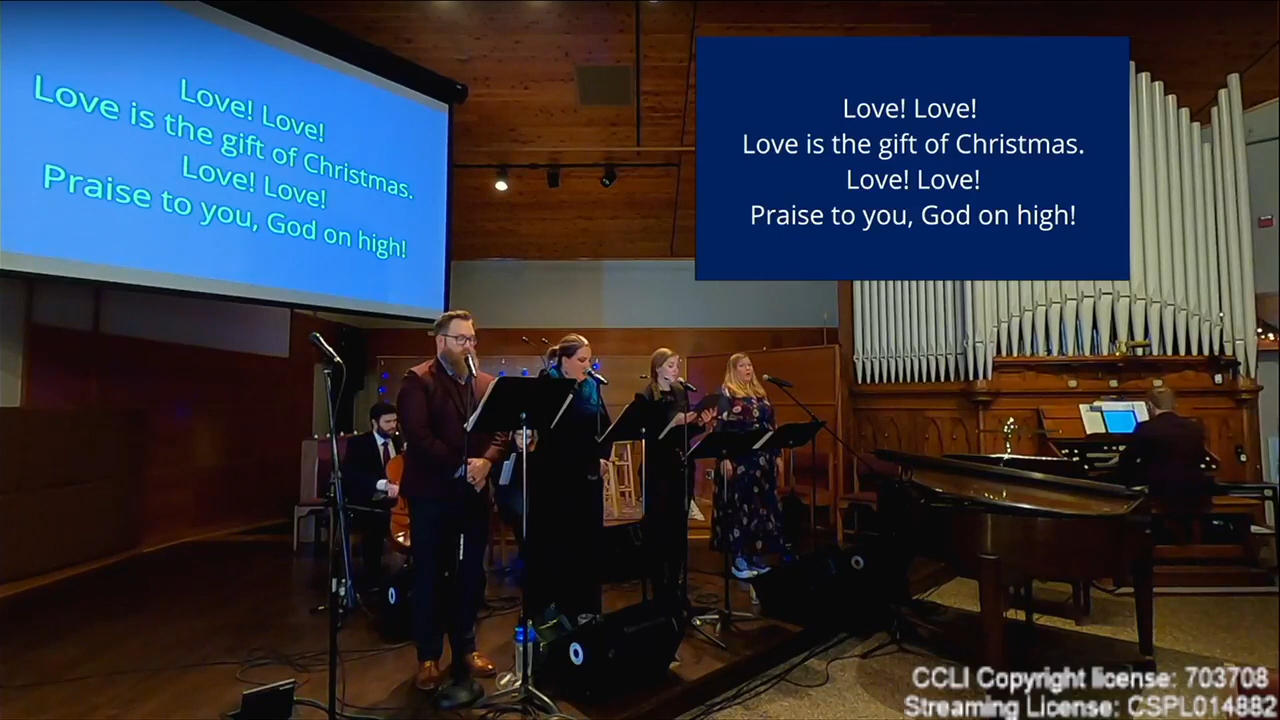 Love! Love!
Love is the gift of Christmas.
Love! Love!
Praise to you, God on high!
Love! Love!
Love is the gift of Christmas.
Love! Love!
Praise to you, God on high!
CCLI Copyright license: 703708
Streaming License: CSPL014882